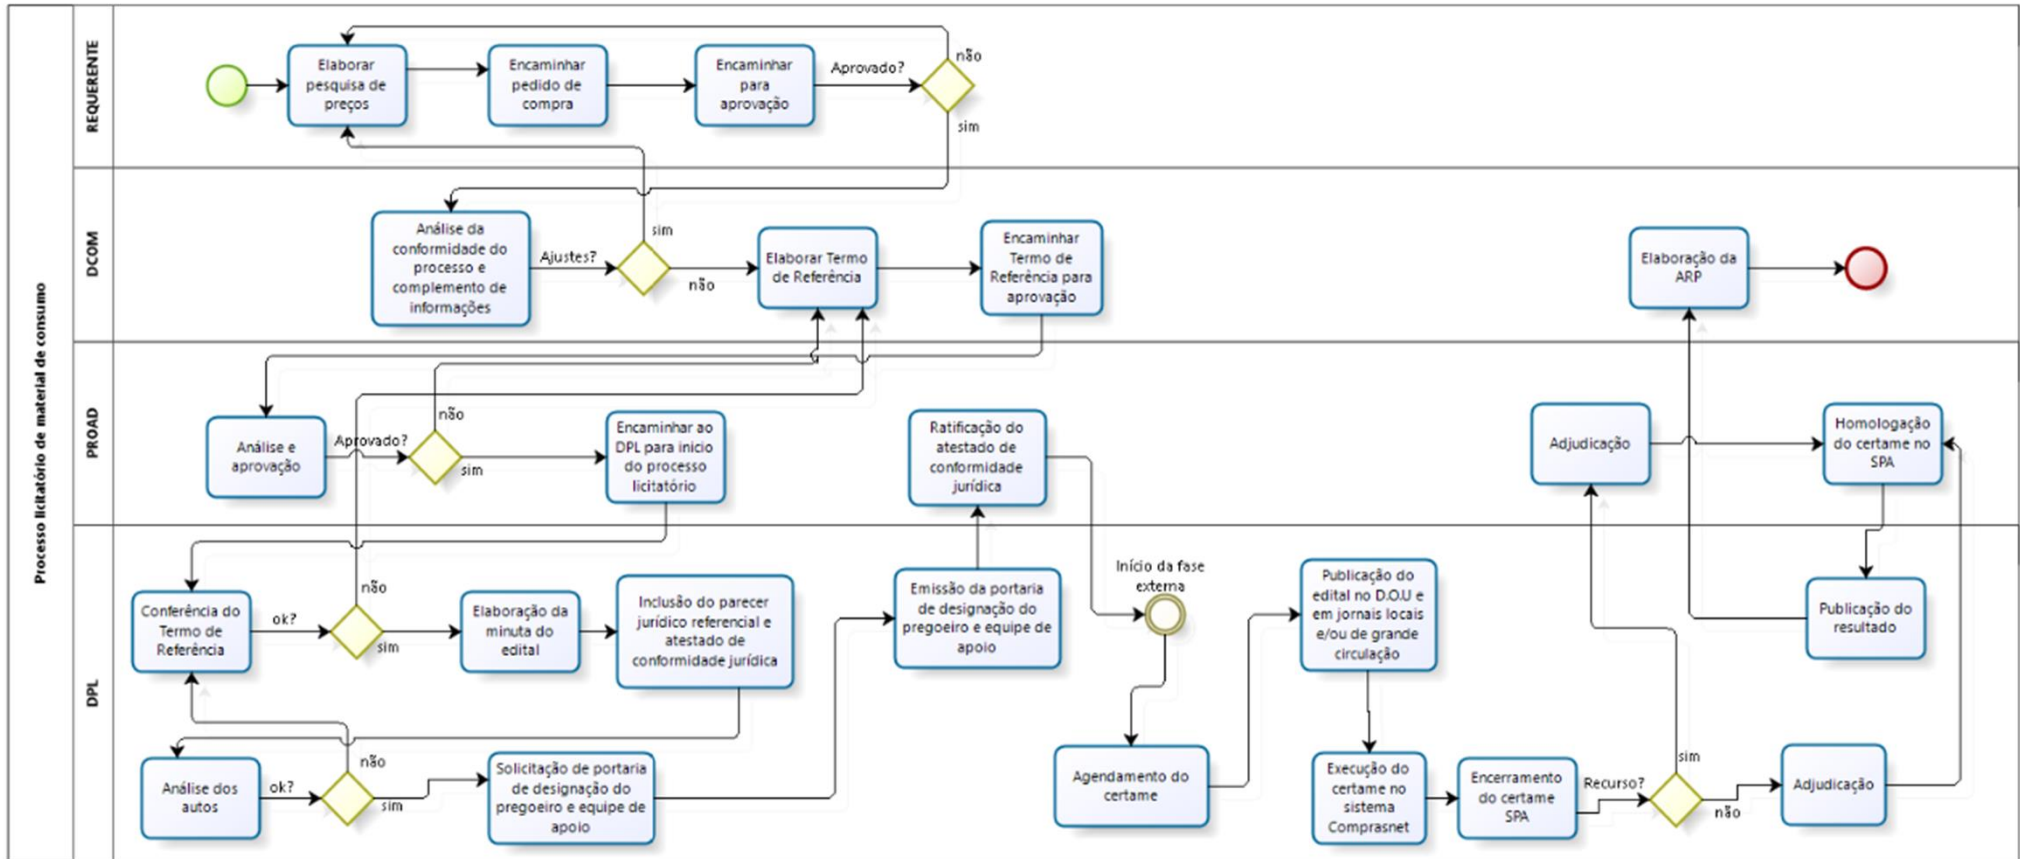 Processo licitatório de material de consumo
REQUERENTE
Elaborar
pesquisa de
preços
Encaminhar
pedido de
compra
Encaminhar
para
aprovação
Aprovado?
não
sim
DCOM
Análise da
conformidade do
processo e
complemento de
informações
Ajustes?
sim
não
Elaborar Termo
de Referência
Encaminhar
Termo de
Referência para
aprovação
Elaboração da
ARP
PROAD
Análise e
aprovação
Aprovado?
não
sim
Encaminhar ao
DPL para inicio
do processo
licitatório
Ratificação do
atestado de
conformidade
jurídica
Adjudicação
Homologação
do certame no
SPA
DPL
Conferência do
Termo de
Referência
ok?
não
sim
Elaboração da
minuta do
edital
Inclusão do parecer
jurídico referencial e
atestado de
conformidade jurídica
Emissão da portaria
de designação do
pregoeiro e equipe de
apoio
Início da fase
externa
Publicação do
edital no D.O.U e
em jornais locais
e/ou de grande
circulação
Publicação do
resultado
Análise dos
autos
ok?
não
sim
Solicitação de portaria
de designação do
pregoeiro e equipe de
apoio
Agendamento do
certame
Execução do
certame no
sistema
Comprasnet
Encerramento
do certame
SPA
Recurso?
sim
não
Adjudicação